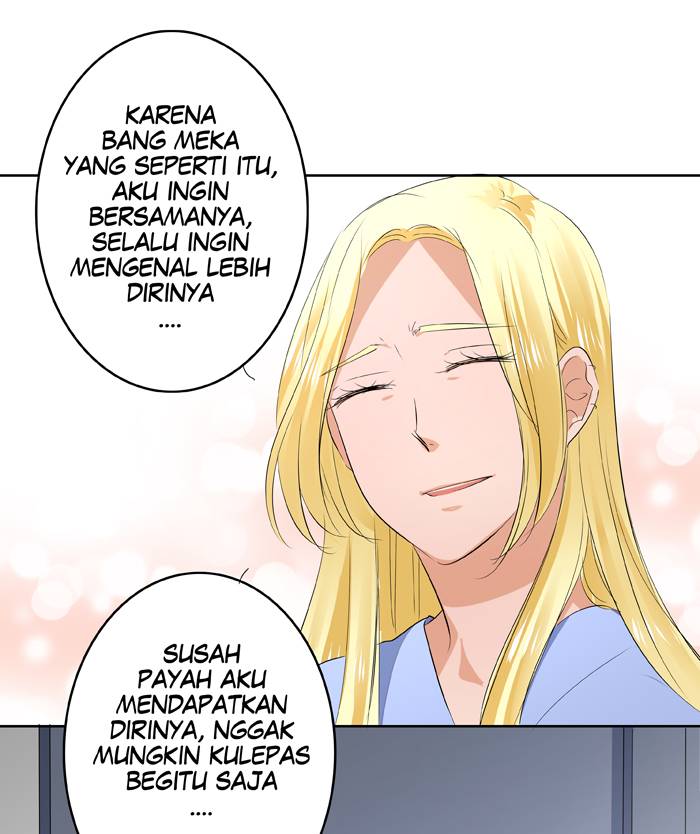 KARENA
BANG MEKA
YANG SEPERTI ITU,
AKU INGIN
BERSAMANYA,
SELALU INGIN
MENGENAL LEBIH
DIRINYA
....
SUSAH
PAYAH AKU
MENDAPATKAN
DIRINYA, NGGAK
MUNGKIN KULEPAS
BEGITU SAJA
....